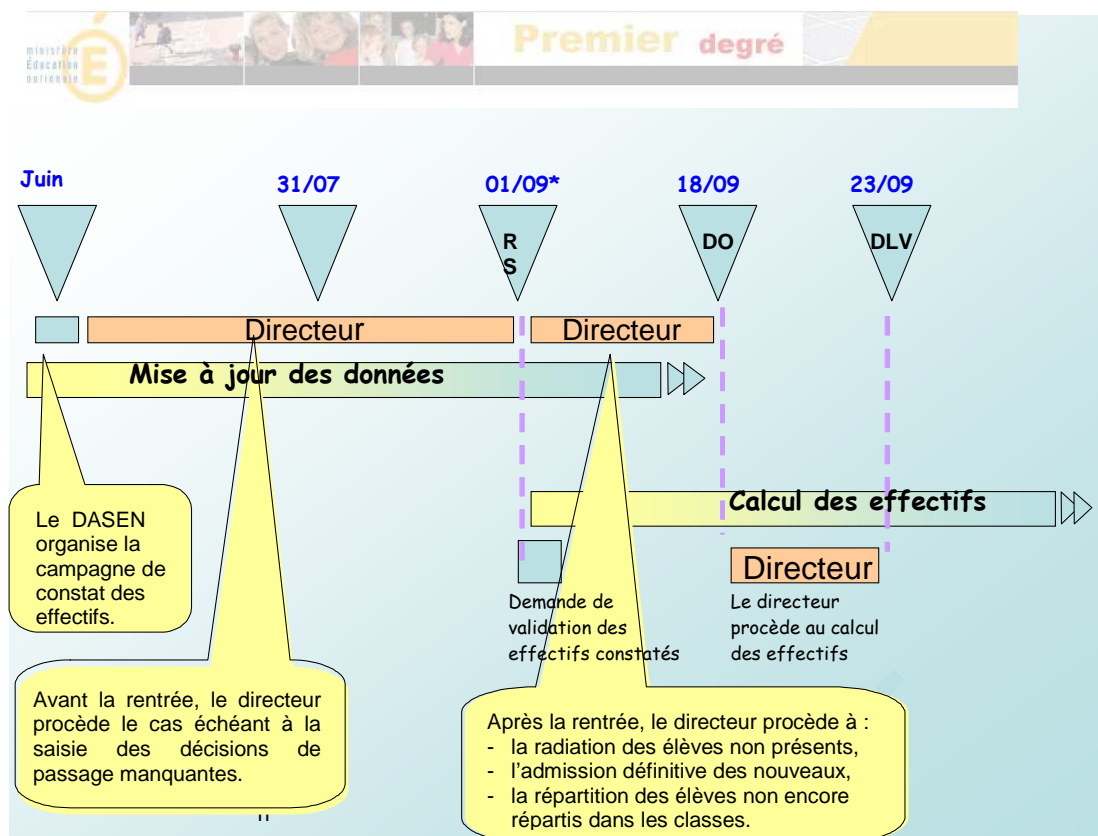 ministère
Éducation
nationale
Premier degré
Juin
31/07
01/09*
18/09
23/09
R
S
DO
DLV
Directeur
Directeur
Mise à jour des données
Calcul des effectifs
Le DASEN
organise la
campagne de
constat des
effectifs.
Directeur
Demande de
validation des
effectifs constatés
Le directeur
procède au calcul
des effectifs
Avant la rentrée, le directeur
procède le cas échéant à la
saisie des décisions de
passage manquantes.
Après la rentrée, le directeur procède à :
- la radiation des élèves non présents,
- l'admission définitive des nouveaux,
- la répartition des élèves non encore
répartis dans les classes.